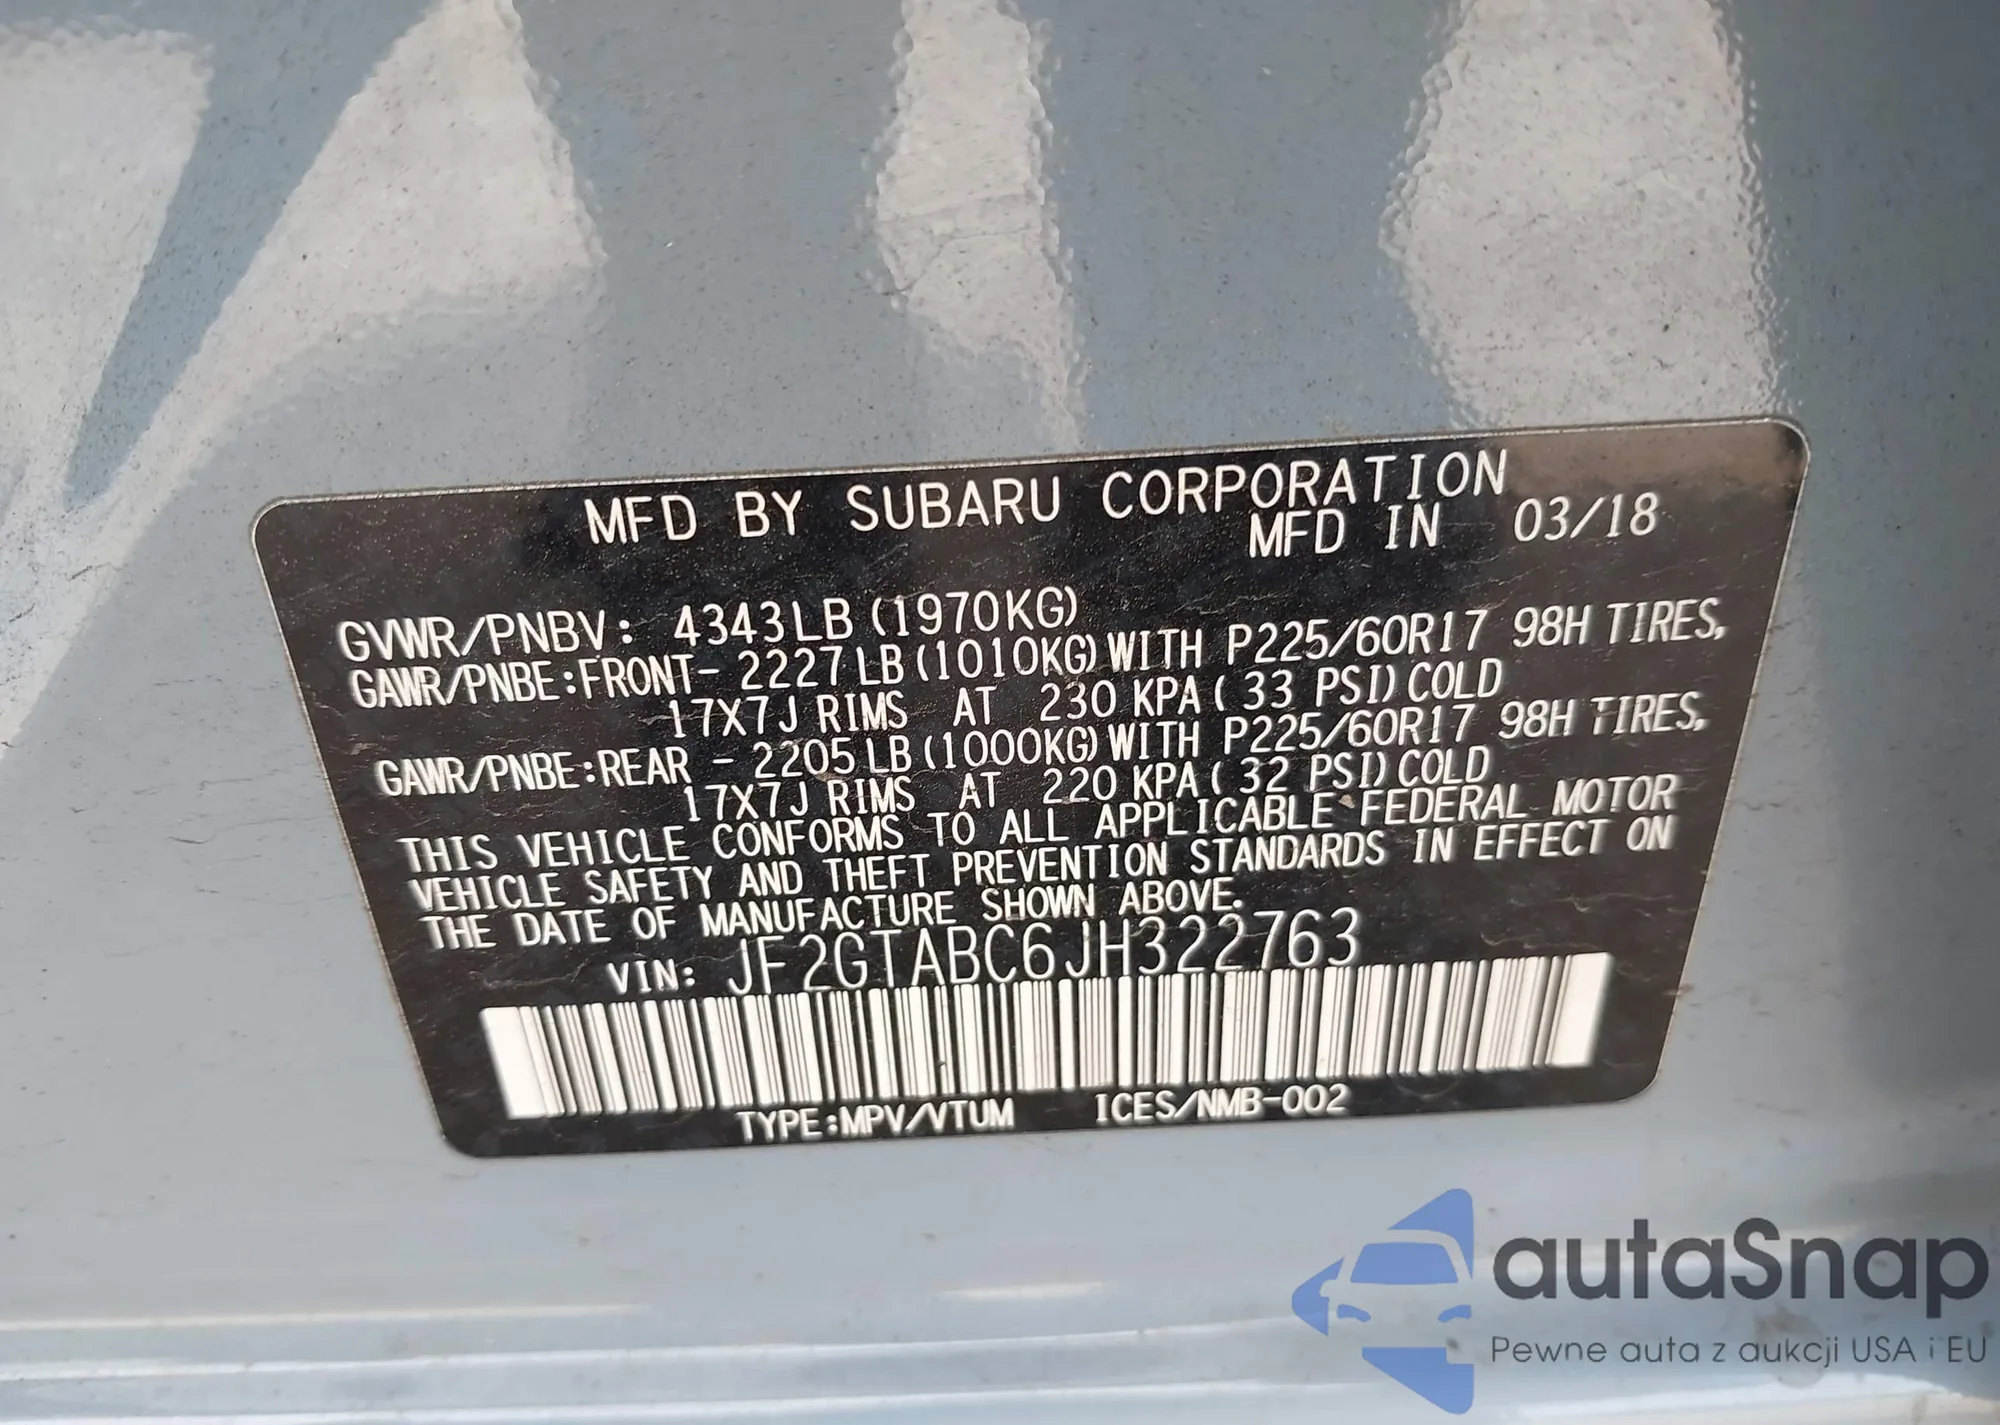 MFD BY SUBARU CORPORATION
MFD IN 03/18
GVWR/PNBV: 4343LB (1970KG)
GAWR/PNBE:FRONT- 2227LB (1010KG) WITH P225/60R17 98H TIRES,
17X7J RIMS AT 230 KPA ( 33 PSI) COLD
GAWR/PNBE:REAR - 2205LB (1000KG) WITH P225/60R17 98H TIRES,
17X7J RIMS AT 220 KPA ( 32 PSI) COLD
THIS VEHICLE CONFORMS TO ALL APPLICABLE FEDERAL MOTOR
VEHICLE SAFETY AND THEFT PREVENTION STANDARDS IN EFFECT ON
THE DATE OF MANUFACTURE SHOWN ABOVE.
VIN: JF2GTABC6JH322763
TYPE:MPV/VTUM ICES/NMB-002
autaSnap
Pewne auta z aukcji USA i EU